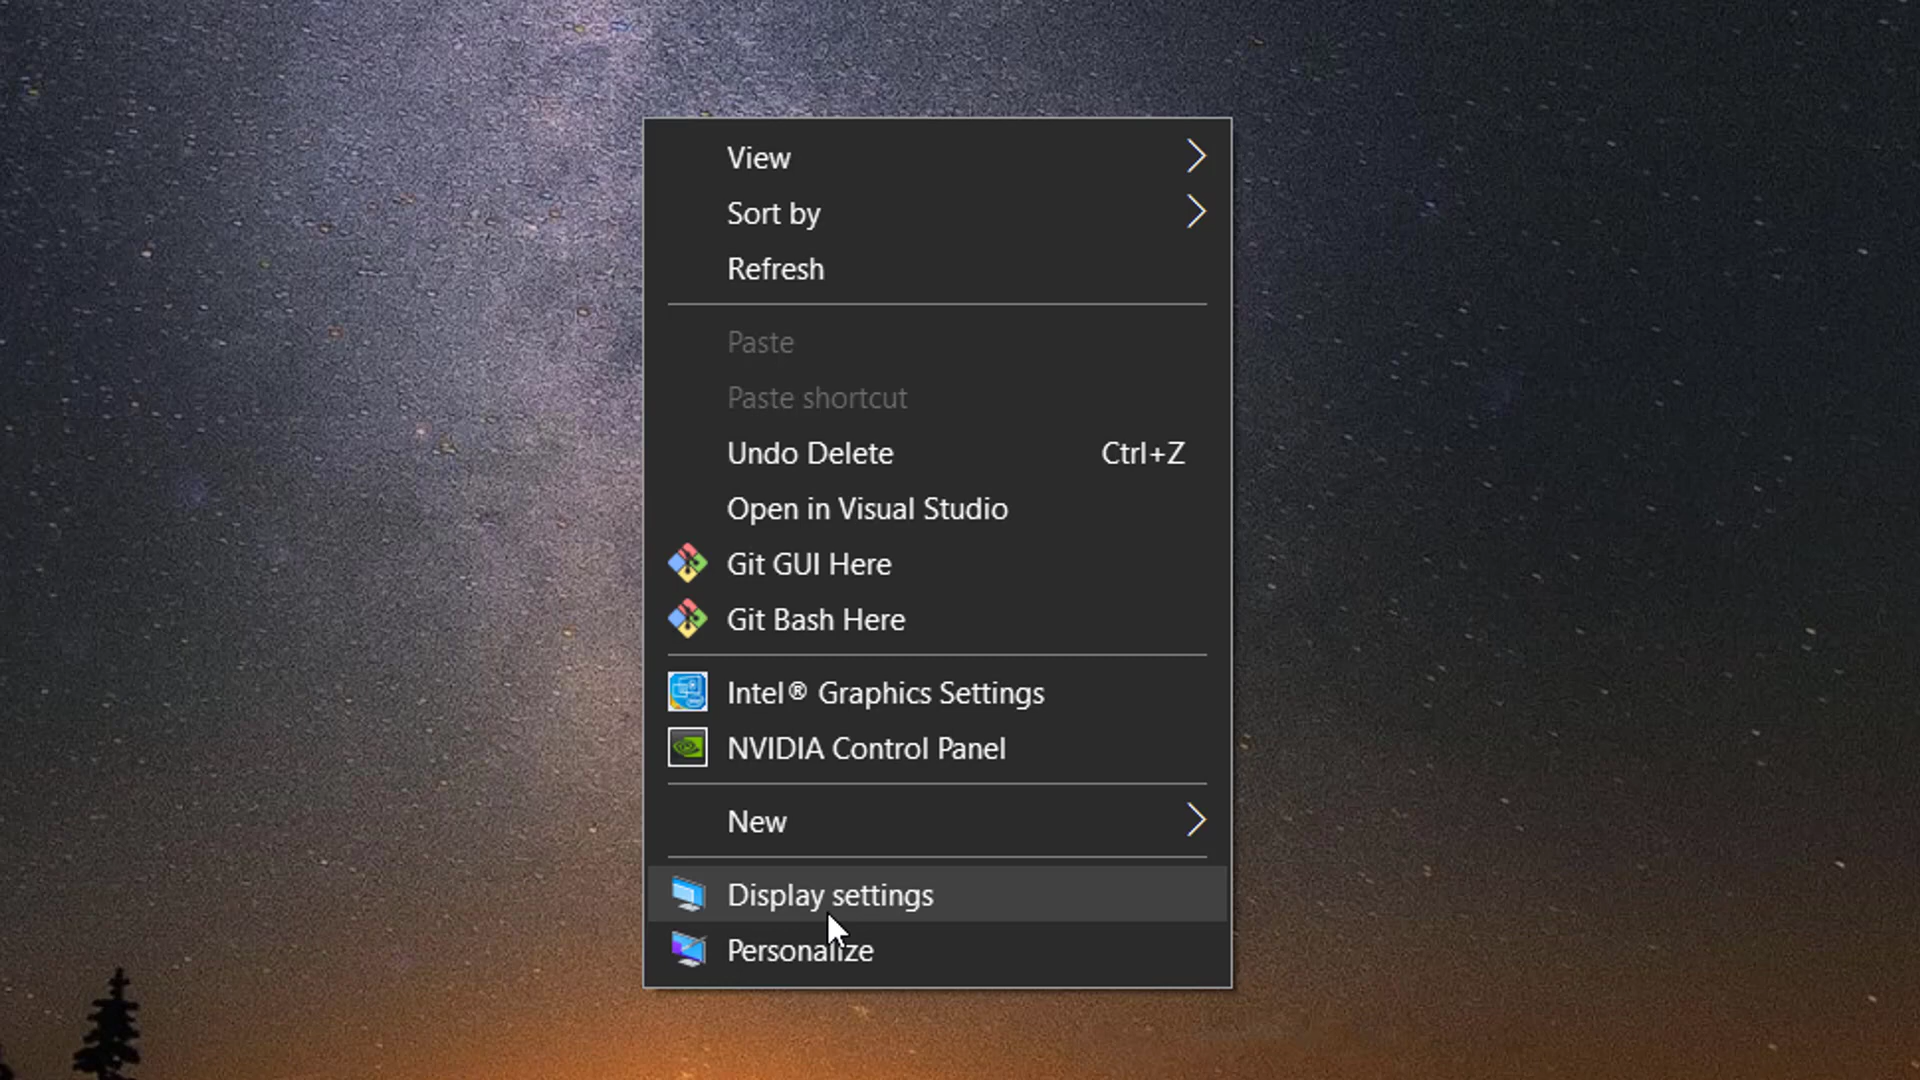 View
Sort by
Refresh
Paste
Paste shortcut
Undo Delete Ctrl+Z
Open in Visual Studio
Git GUI Here
Git Bash Here
Intel® Graphics Settings
NVIDIA Control Panel
New
Display settings
Personalize